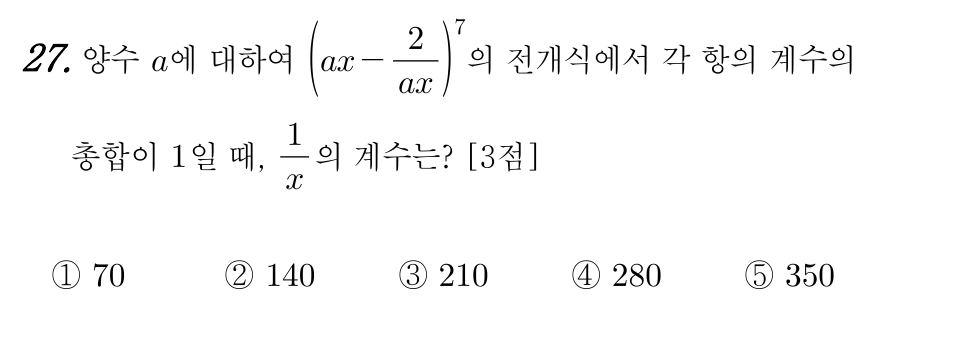 27. 양수 $a$에 대하여 $\left(ax-\frac{2}{ax}\right)^7$의 전개식에서 각 항의 계수의
총합이 1일 때, $\frac{1}{x}$의 계수는? [3점]
① 70 ② 140 ③ 210 ④ 280 ⑤ 350